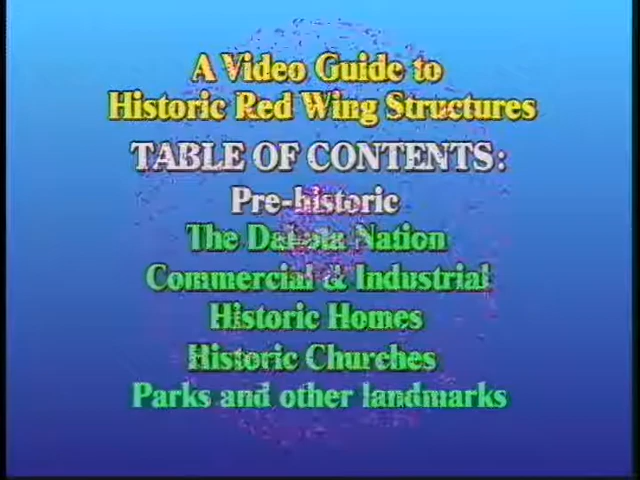 A Video Guide to
Historic Red Wing Structures
TABLE OF CONTENTS:
Pre-historic
The Dakota Nation
Commercial & Industrial
Historic Homes
Historic Churches
Parks and other landmarks